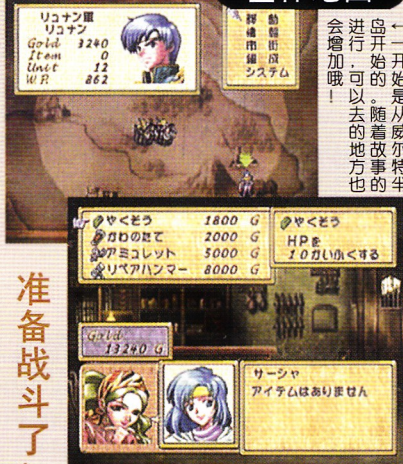 リュナン軍
リュナン
Gold 3240
Item 0
Unit 12
W.P. 862
移動
情報
市街
編成
システム
←一开始是从威尔特半
岛开始的。随着故事的
进行，可以去的地方也
会增加哦！
やくそう 1800 G
かわのたて 2000 G
アミュレット 5000 G
リペアハンマー 8000 G
やくそう
HPを
10かいふくする
Gold
13240 G
サーシャ
アイテムはありません
准备战斗了